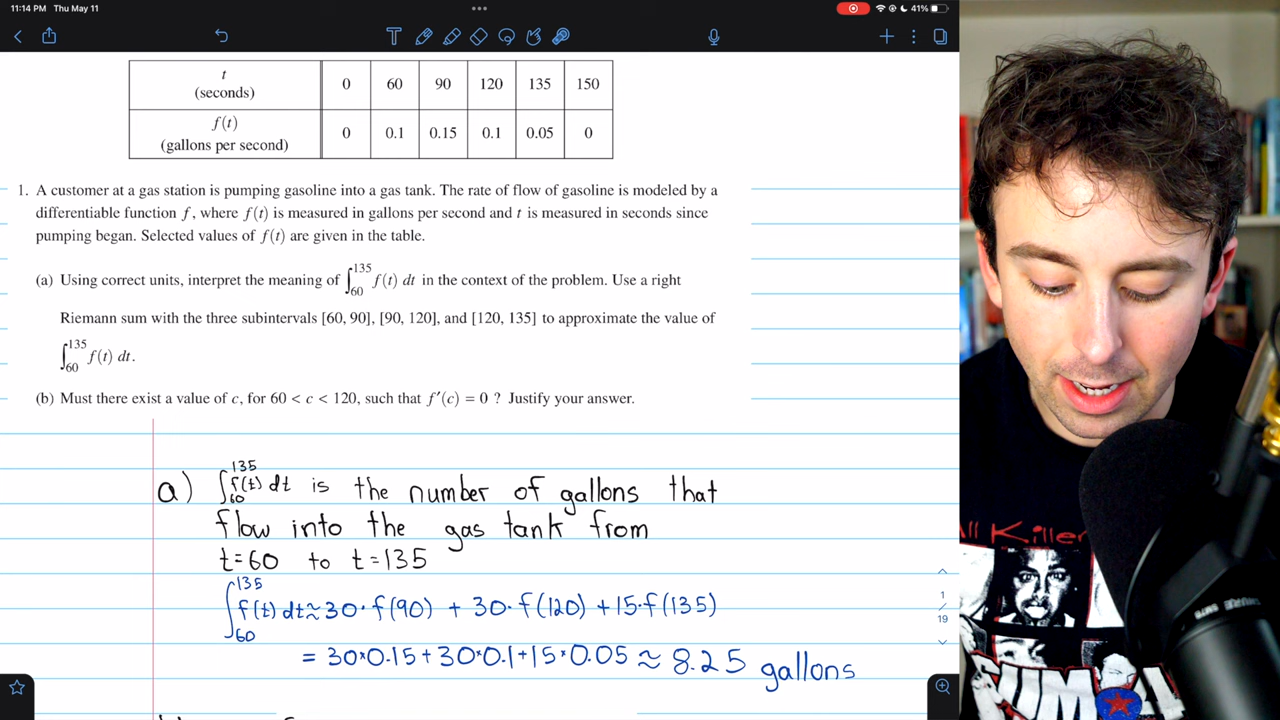 11:14 PM Thu May 11
41%
t
(seconds)
0 60 90 120 135 150
f(t)
(gallons per second)
0 0.1 0.15 0.1 0.05 0
1. A customer at a gas station is pumping gasoline into a gas tank. The rate of flow of gasoline is modeled by a
differentiable function f, where f(t) is measured in gallons per second and t is measured in seconds since
pumping began. Selected values of f(t) are given in the table.
(a) Using correct units, interpret the meaning of ∫₆₀¹³⁵ f(t) dt in the context of the problem. Use a right
Riemann sum with the three subintervals [60, 90], [90, 120], and [120, 135] to approximate the value of
∫₆₀¹³⁵ f(t) dt.
(b) Must there exist a value of c, for 60 < c < 120, such that f′(c) = 0 ? Justify your answer.
a) ∫₆₀¹³⁵ f(t) dt is the number of gallons that
flow into the gas tank from
t=60 to t=135
∫₆₀¹³⁵ f(t) dt ≈ 30·f(90) + 30·f(120) + 15·f(135)
= 30×0.15+30×0.1+15×0.05 ≈ 8.25 gallons
1
19
All Killer
SUM